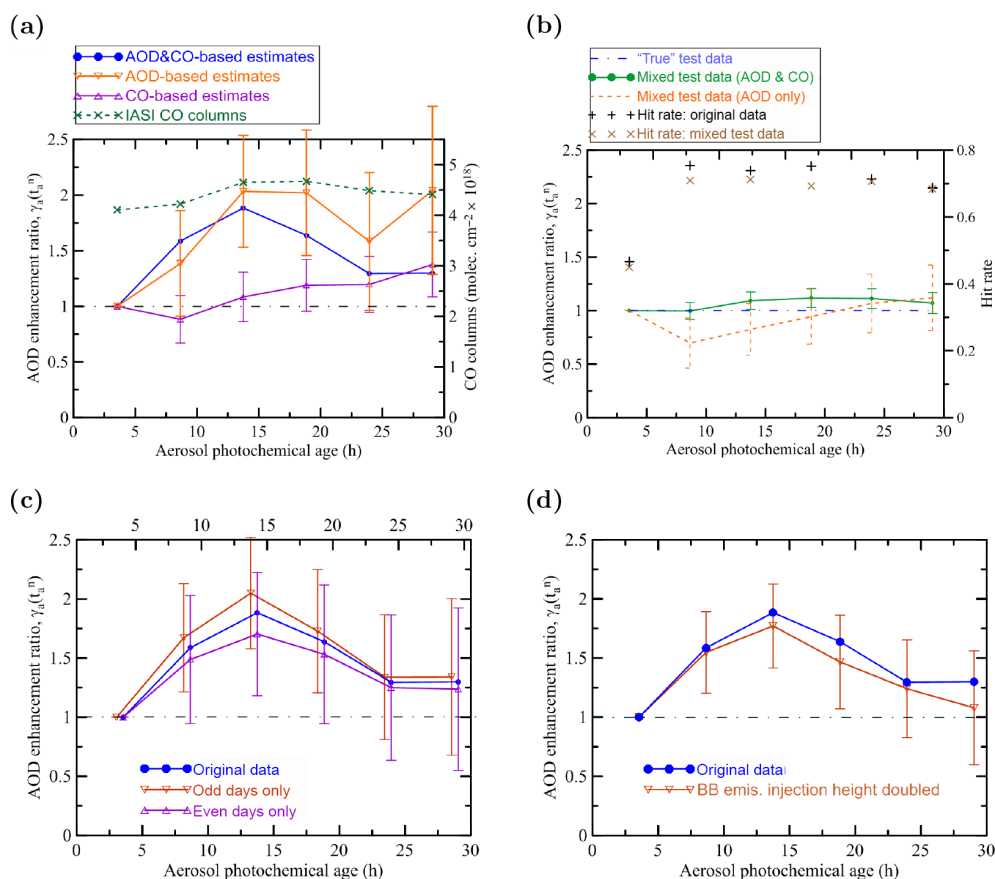 (a)
AOD&CO-based estimates
AOD-based estimates
CO-based estimates
IASI CO columns
2.5
2
1.5
1
0.5
0
5
4
3
2
1
0
0 5 10 15 20 25 30
AOD enhancement ratio, γa(taⁿ)
CO columns (molec. cm⁻² × 10¹⁸)
Aerosol photochemical age (h)
(b)
“True” test data
Mixed test data (AOD & CO)
Mixed test data (AOD only)
Hit rate: original data
Hit rate: mixed test data
2.5
2
1.5
1
0.5
0
0.8
0.6
0.4
0.2
0
0 5 10 15 20 25 30
AOD enhancement ratio, γa(taⁿ)
Hit rate
Aerosol photochemical age (h)
(c)
5 10 15 20 25 30
2.5
2
1.5
1
0.5
0
Original data
Odd days only
Even days only
0 5 10 15 20 25 30
AOD enhancement ratio, γa(taⁿ)
Aerosol photochemical age (h)
(d)
2.5
2
1.5
1
0.5
0
Original data
BB emis. injection height doubled
0 5 10 15 20 25 30
AOD enhancement ratio, γa(taⁿ)
Aerosol photochemical age (h)